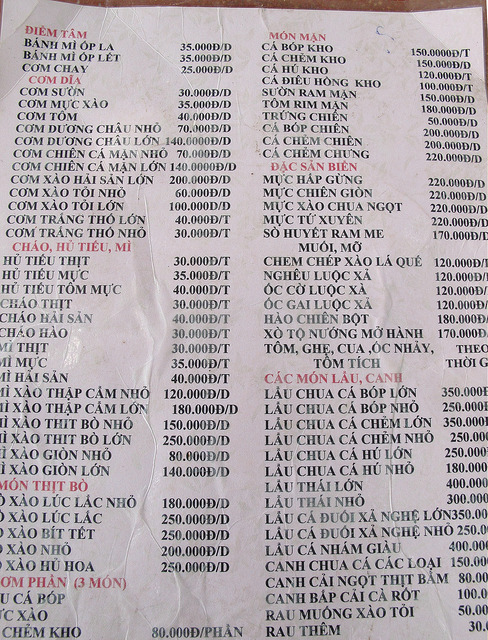 ĐIỂM TÂM
BÁNH MÌ ỐP LA 35.000Đ/D
BÁNH MÌ ỐP LẾT 35.000Đ/D
CƠM CHAY 25.000Đ/D
CƠM DĨA
CƠM SƯỜN 30.000Đ/D
CƠM MỰC XÀO 35.000Đ/D
CƠM TÔM 40.000Đ/D
CƠM DƯƠNG CHÂU NHỎ 70.000Đ/D
CƠM DƯƠNG CHÂU LỚN 140.0000Đ/D
CƠM CHIÊN CÁ MẶN NHỎ 70.000Đ/D
CƠM CHIÊN CÁ MẶN LỚN 140.000Đ/D
CƠM XÀO HẢI SẢN LỚN 200.000Đ/D
CƠM XÀO TỎI NHỎ 60.000Đ/D
CƠM XÀO TỎI LỚN 100.000Đ/D
CƠM TRẮNG THỐ LỚN 40.000Đ/T
CƠM TRẮNG THỐ NHỎ 30.000Đ/T
CHÁO, HỦ TIẾU, MÌ
HỦ TIẾU THỊT 30.000Đ/T
HỦ TIẾU MỰC 35.000Đ/T
HỦ TIẾU TÔM MỰC 40.000Đ/T
CHÁO THỊT 30.000Đ/T
CHÁO HẢI SẢN 40.000Đ/T
CHÁO HÀO 30.000Đ/T
MÌ THỊT 30.000Đ/T
MÌ MỰC 35.000Đ/T
MÌ HẢI SẢN 40.000Đ/T
MÌ XÀO THẬP CẨM NHỎ 120.000Đ/D
MÌ XÀO THẬP CẨM LỚN 180.000Đ/D
MÌ XÀO THỊT BÒ NHỎ 150.000Đ/D
MÌ XÀO THỊT BÒ LỚN 250.000Đ/D
MÌ XÀO GIÒN NHỎ 80.000Đ/D
MÌ XÀO GIÒN LỚN 140.000Đ/D
MÓN THỊT BÒ
Ò XÀO LÚC LẮC NHỎ 180.000Đ/D
Ò XÀO LÚC LẮC 250.000Đ/D
Ò XÀO BÍT TẾT 250.000Đ/D
Ò XÀO NHỎ 200.000Đ/D
Ò XÀO HỦ HOA 250.000Đ/D
CƠM PHẦN (3 MÓN)
U CÁ BÓP
ỰC XÀO
CHẼM KHO 80.000Đ/PHẦN
MÓN MẶN
CÁ BÓP KHO 150.0000Đ/T
CÁ CHẼM KHO 150.000Đ/D
CÁ HÚ KHO 120.000Đ/T
CÁ ĐIÊU HỒNG KHO 100.000Đ/T
SƯỜN RAM MẶN 150.000Đ/D
TÔM RIM MẶN 180.000Đ/D
TRỨNG CHIÊN 50.000Đ/D
CÁ BÓP CHIÊN 200.000Đ/D
CÁ CHẼM CHIÊN 200.000Đ/D
CÁ CHẼM CHƯNG 220.000Đ/D
ĐẶC SẢN BIỂN
MỰC HẤP GỪNG 220.000Đ/D
MỰC CHIÊN GIÒN 220.000Đ/D
MỰC XÀO CHUA NGỌT 220.000Đ/D
MỰC TỨ XUYÊN 220.000Đ/D
SÒ HUYẾT RAM ME 170.000Đ/D
MUỐI, MỠ
CHEM CHÉP XÀO LÁ QUẾ 120.000Đ/
NGHÊU LUỘC XẢ 120.000Đ/
ỐC CỜ LUỘC XẢ 120.000Đ/
ỐC GAI LUỘC XẢ 120.000Đ/
HÀO CHIÊN BỘT 180.000Đ/
XÒ TỘ NƯỚNG MỞ HÀNH 170.000Đ
TÔM, GHẸ, CUA ,ỐC NHẢY, THEO
TÔM TÍCH THỜI G
CÁC MÓN LẨU, CANH
LẨU CHUA CÁ BÓP LỚN 350.000Đ
LẨU CHUA CÁ BÓP NHỎ 250.000
LẨU CHUA CÁ CHẼM LỚN 350.000
LẨU CHUA CÁ CHẼM NHỎ 250.00
LẨU CHUA CÁ HÚ LỚN 250.000
LẨU CHUA CÁ HÚ NHỎ 180.000
LẨU THÁI LỚN 400.000
LẨU THÁI NHỎ 300.000
LẨU CÁ ĐUỐI XẢ NGHỆ LỚN350.00
LẨU CÁ ĐUỐI XẢ NGHỆ NHỎ 250.0
LẨU CÁ NHÁM GIÀU 400.00
CANH CHUA CÁ CÁC LOẠI 150.00
CANH CẢI NGỌT THỊT BẰM 80.00
CANH BẮP CẢI CÀ RỐT 100.0
RAU MUỐNG XÀO TỎI 50.00
RAU THÊM 30.